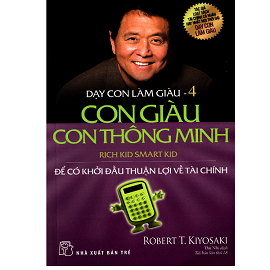 DẠY CON LÀM GIÀU - 4
CON GIÀU
CON THÔNG MINH
RICH KID SMART KID
ĐỂ CÓ KHỞI ĐẦU THUẬN LỢI VỀ TÀI CHÍNH
ROBERT T. KIYOSAKI
NHÀ XUẤT BẢN TRẺ